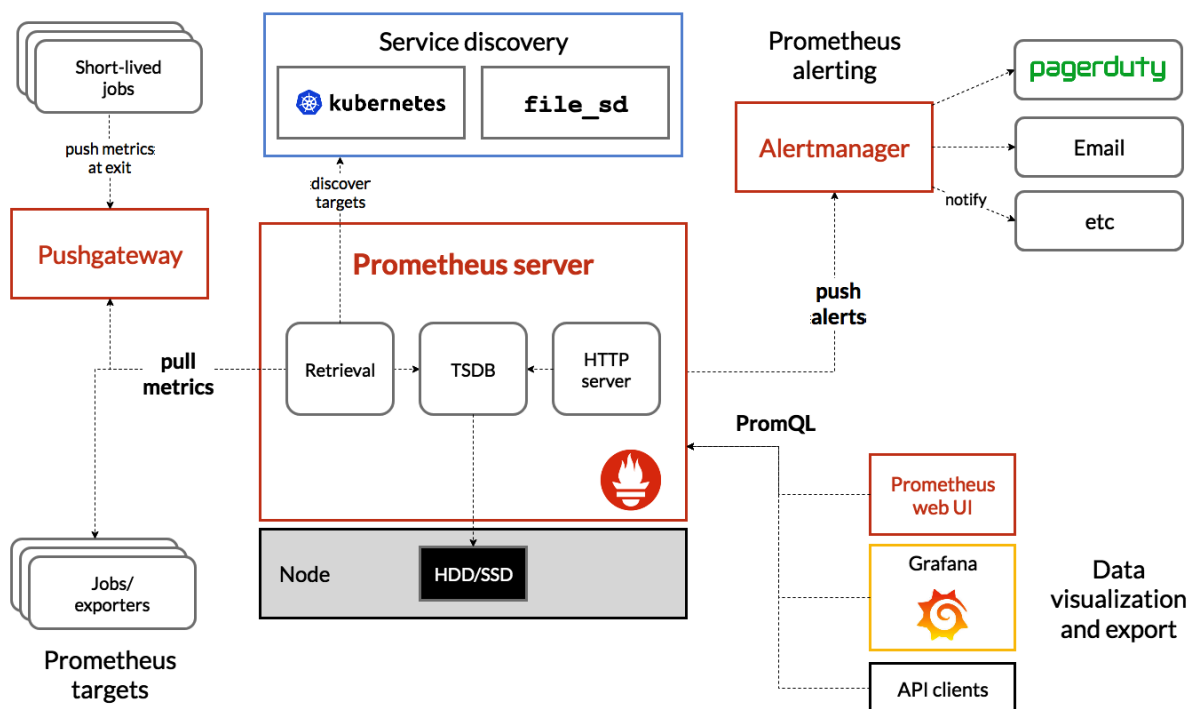 Short-lived
jobs
push metrics
at exit
Pushgateway
pull
metrics
Jobs/
exporters
Prometheus
targets
Service discovery
kubernetes
file_sd
discover
targets
Prometheus server
Retrieval
TSDB
HTTP
server
Node
HDD/SSD
Prometheus
alerting
Alertmanager
pagerduty
Email
notify
etc
push
alerts
PromQL
Prometheus
web UI
Grafana
API clients
Data
visualization
and export